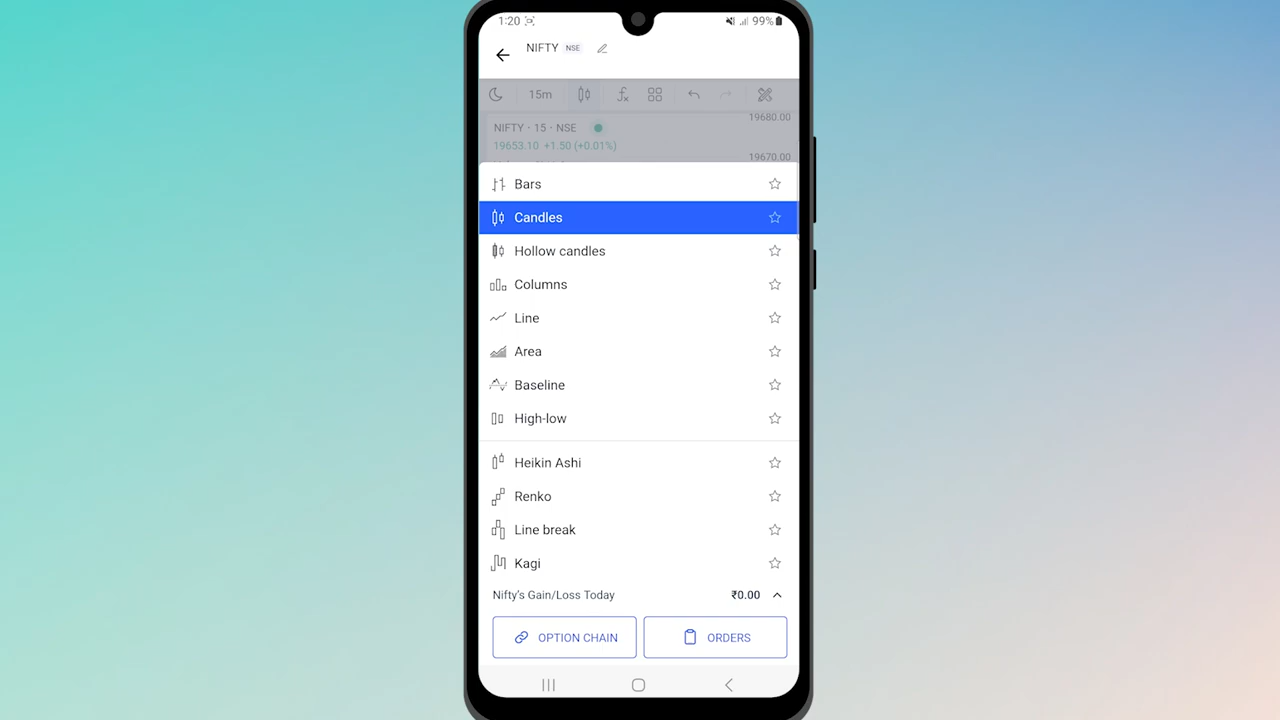 1:20 99%
NIFTY NSE
15m
19680.00
NIFTY · 15 · NSE
19653.10 +1.50 (+0.01%)
19670.00
Bars
Candles
Hollow candles
Columns
Line
Area
Baseline
High-low
Heikin Ashi
Renko
Line break
Kagi
Nifty's Gain/Loss Today ₹0.00
OPTION CHAIN ORDERS